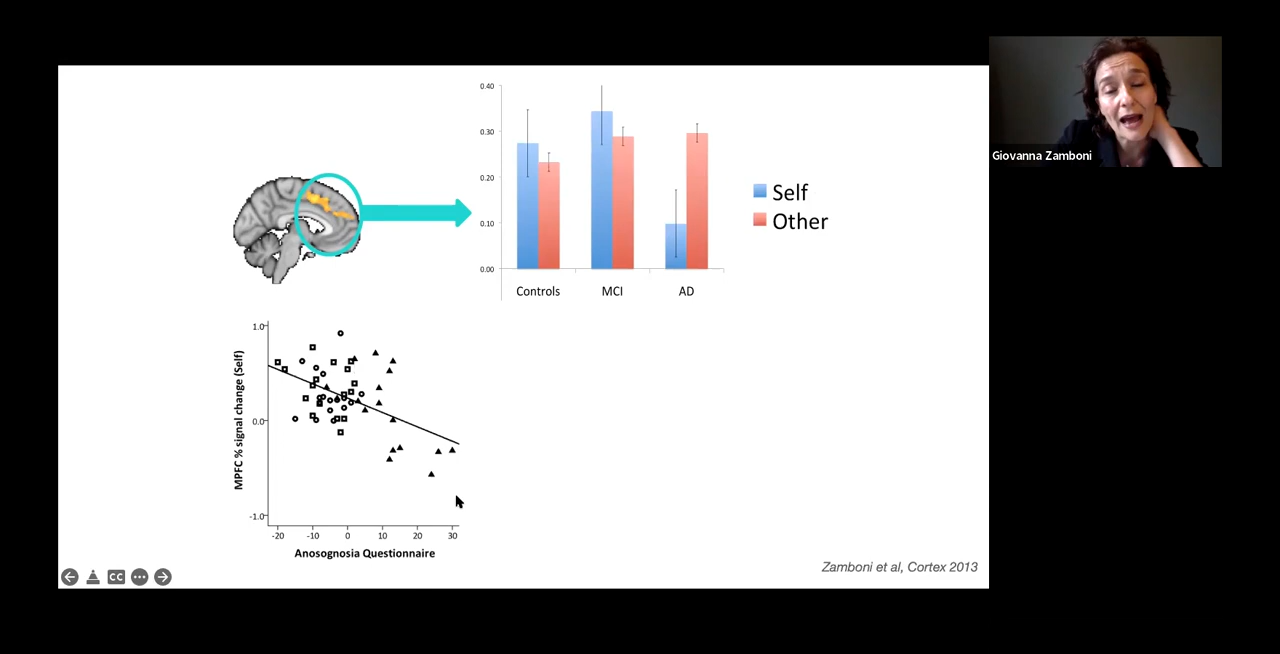 Giovanna Zamboni
0.40
0.30
0.20
0.10
0.00
Controls MCI AD
Self
Other
MPFC % signal change (Self)
1.0
0.0
-1.0
-20 -10 0 10 20 30
Anosognosia Questionnaire
Zamboni et al, Cortex 2013
CC